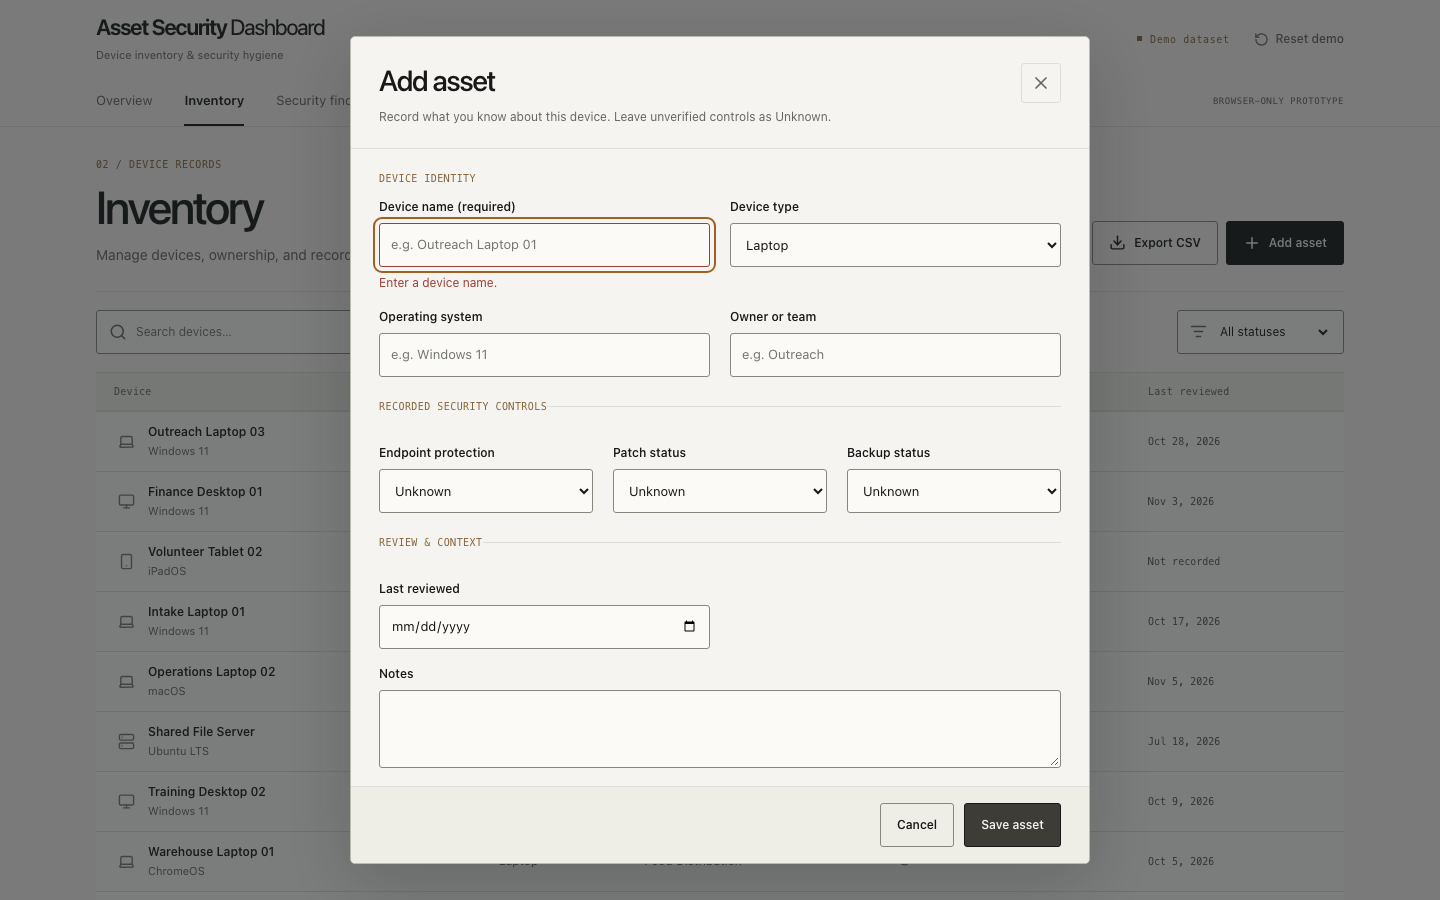 Asset Security Dashboard
Device inventory & security hygiene
Demo dataset
Reset demo
Overview
Inventory
Security
BROWSER-ONLY PROTOTYPE
02 / DEVICE RECORDS
Inventory
Manage devices, ownership, and
Export CSV
Add asset
Search devices...
All statuses
Device
Last reviewed
Outreach Laptop 03
Windows 11
Oct 28, 2026
Finance Desktop 01
Windows 11
Nov 3, 2026
Volunteer Tablet 02
iPadOS
Not recorded
Intake Laptop 01
Windows 11
Oct 17, 2026
Operations Laptop 02
macOS
Nov 5, 2026
Shared File Server
Ubuntu LTS
Jul 18, 2026
Training Desktop 02
Windows 11
Oct 9, 2026
Warehouse Laptop 01
ChromeOS
Oct 5, 2026
Add asset
Record what you know about this device. Leave unverified controls as Unknown.
DEVICE IDENTITY
Device name (required)
e.g. Outreach Laptop 01
Enter a device name.
Device type
Laptop
Operating system
e.g. Windows 11
Owner or team
e.g. Outreach
RECORDED SECURITY CONTROLS
Endpoint protection
Unknown
Patch status
Unknown
Backup status
Unknown
REVIEW & CONTEXT
Last reviewed
mm/dd/yyyy
Notes
Cancel
Save asset